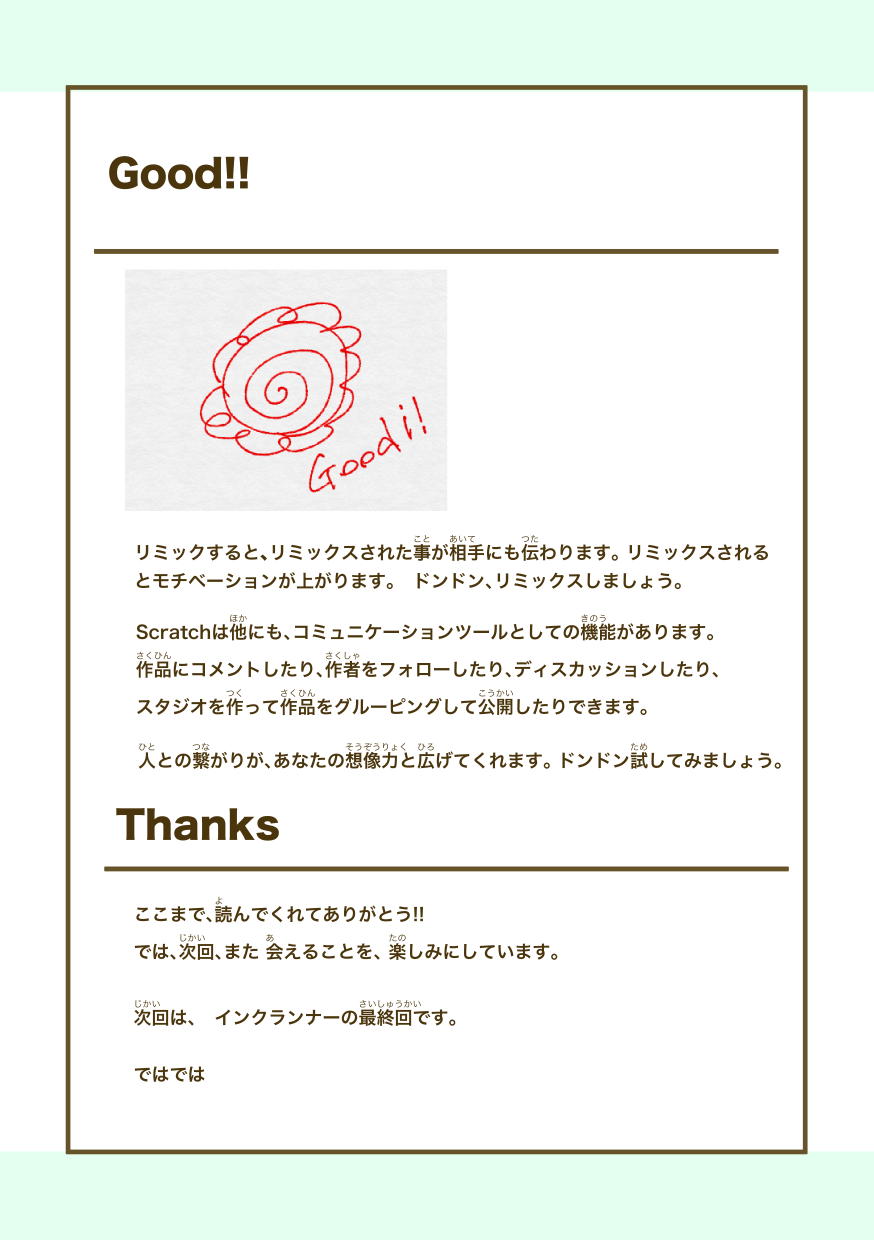 Good!!
Good!!
リミックすると、リミックスされた事が相手にも伝わります。リミックスされる
とモチベーションが上がります。　ドンドン、リミックスしましょう。
Scratchは他にも、コミュニケーションツールとしての機能があります。
作品にコメントしたり、作者をフォローしたり、ディスカッションしたり、
スタジオを作って作品をグルーピングして公開したりできます。
人との繋がりが、あなたの想像力と広げてくれます。ドンドン試してみましょう。
Thanks
ここまで、読んでくれてありがとう!!
では、次回、また 会えることを、楽しみにしています。
次回は、　インクランナーの最終回です。
ではでは